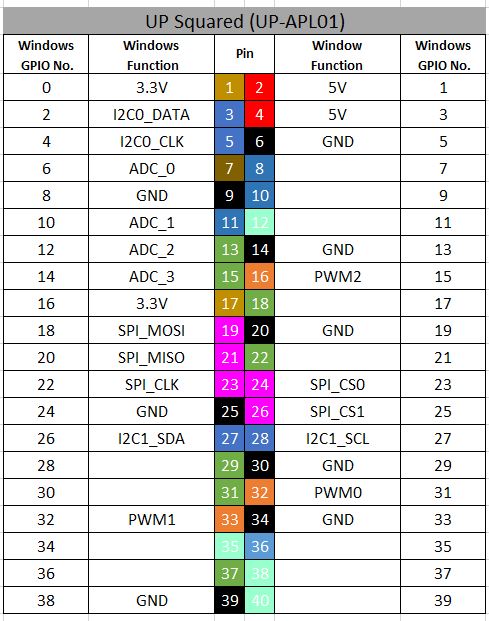 UP Squared (UP-APL01)
Windows GPIO No. Windows Function Pin Window Function Windows GPIO No.
0 3.3V 1 2 5V 1
2 I2C0_DATA 3 4 5V 3
4 I2C0_CLK 5 6 GND 5
6 ADC_0 7 8 7
8 GND 9 10 9
10 ADC_1 11 12 11
12 ADC_2 13 14 GND 13
14 ADC_3 15 16 PWM2 15
16 3.3V 17 18 17
18 SPI_MOSI 19 20 GND 19
20 SPI_MISO 21 22 21
22 SPI_CLK 23 24 SPI_CS0 23
24 GND 25 26 SPI_CS1 25
26 I2C1_SDA 27 28 I2C1_SCL 27
28 29 30 GND 29
30 31 32 PWM0 31
32 PWM1 33 34 GND 33
34 35 36 35
36 37 38 37
38 GND 39 40 39